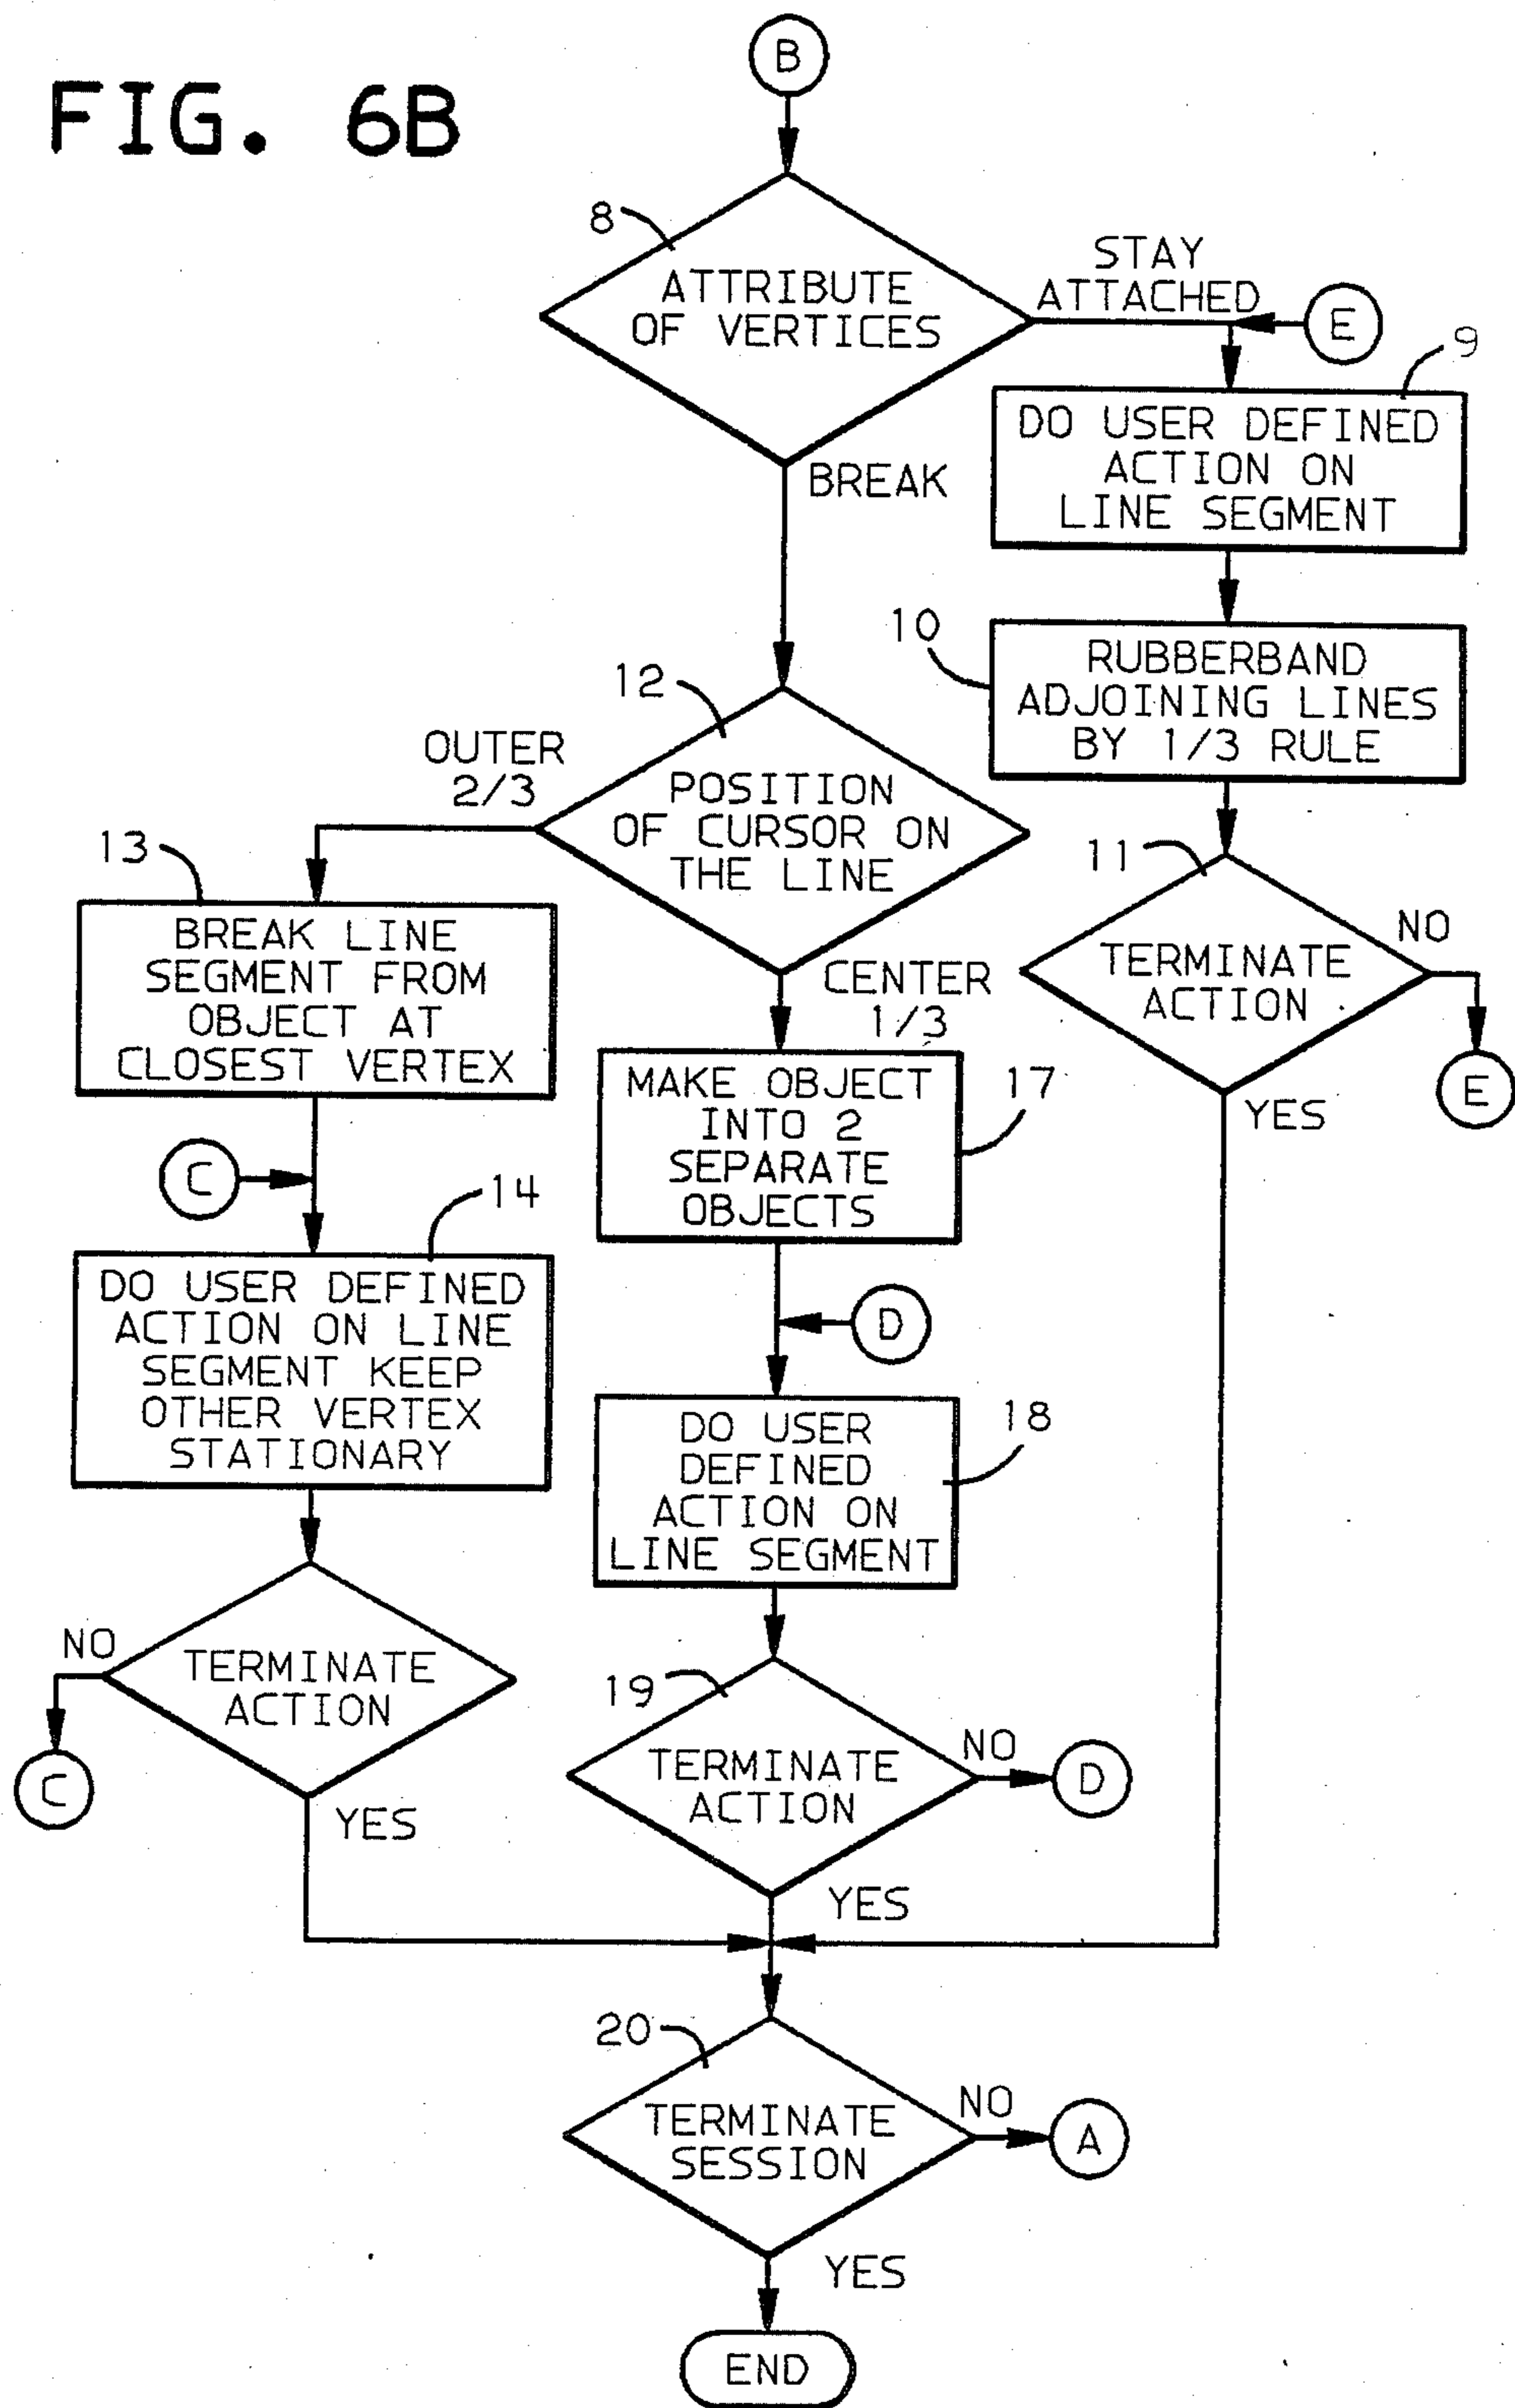 FIG. 6B
B
8
ATTRIBUTE
OF VERTICES
STAY
ATTACHED
E
BREAK
9
DO USER DEFINED
ACTION ON
LINE SEGMENT
10
RUBBERBAND
ADJOINING LINES
BY 1/3 RULE
11
TERMINATE
ACTION
NO
E
YES
12
POSITION
OF CURSOR ON
THE LINE
OUTER
2/3
CENTER
1/3
13
BREAK LINE
SEGMENT FROM
OBJECT AT
CLOSEST VERTEX
C
14
DO USER DEFINED
ACTION ON LINE
SEGMENT KEEP
OTHER VERTEX
STATIONARY
TERMINATE
ACTION
NO
C
YES
17
MAKE OBJECT
INTO 2
SEPARATE
OBJECTS
D
18
DO USER
DEFINED
ACTION ON
LINE SEGMENT
19
TERMINATE
ACTION
NO
D
YES
20
TERMINATE
SESSION
NO
A
YES
END